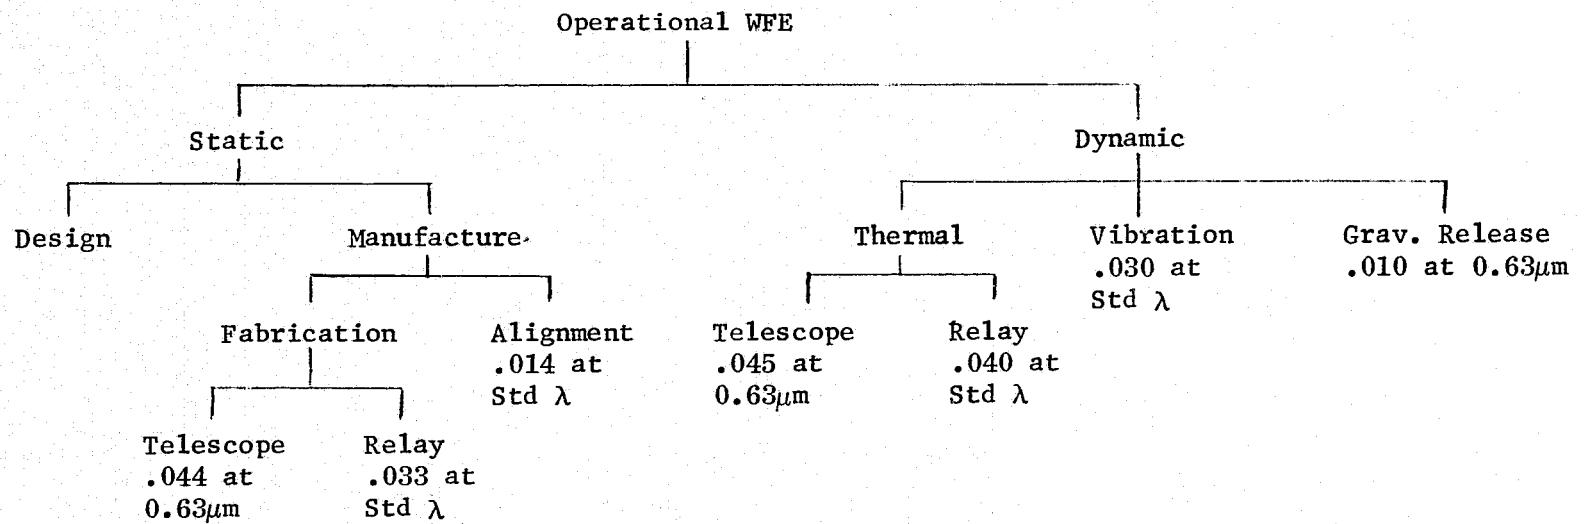 Operational WFE
Static
Dynamic
Design
Manufacture
Thermal
Vibration
.030 at
Std λ
Grav. Release
.010 at 0.63μm
Fabrication
Alignment
.014 at
Std λ
Telescope
.045 at
0.63μm
Relay
.040 at
Std λ
Telescope
.044 at
0.63μm
Relay
.033 at
Std λ